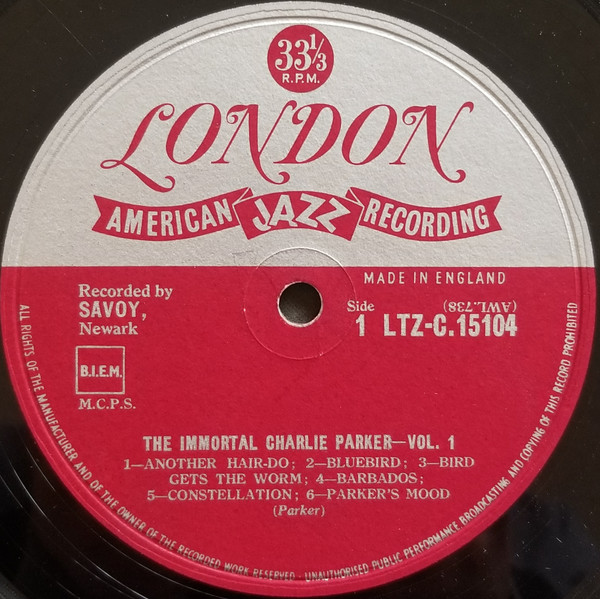 33⅓
R.P.M.
LONDON
AMERICAN JAZZ RECORDING
MADE IN ENGLAND
Recorded by
SAVOY,
Newark
Side
1
(AWL.738)
LTZ-C.15104
B.I.E.M.
M.C.P.S.
THE IMMORTAL CHARLIE PARKER—VOL. 1
1—ANOTHER HAIR-DO; 2—BLUEBIRD; 3—BIRD
GETS THE WORM; 4—BARBADOS;
5—CONSTELLATION; 6—PARKER'S MOOD
(Parker)
ALL RIGHTS OF THE MANUFACTURER AND OF THE OWNER OF THE RECORDED WORK RESERVED · UNAUTHORISED PUBLIC PERFORMANCE BROADCASTING AND COPYING OF THIS RECORD PROHIBITED